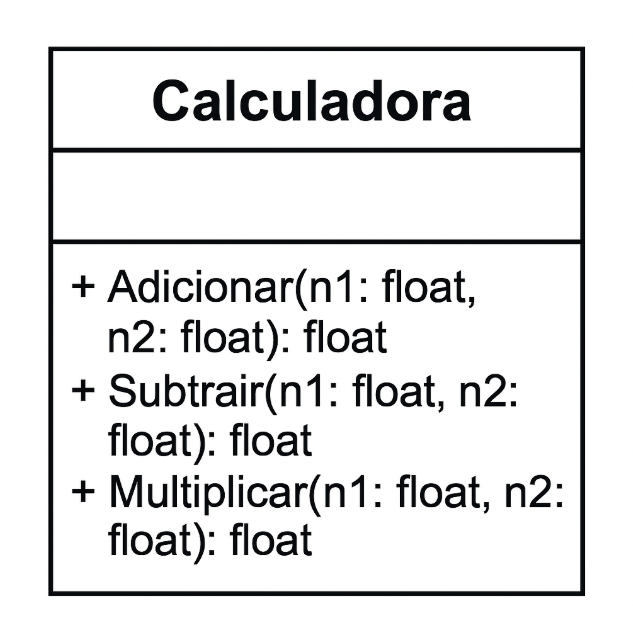 Calculadora
+ Adicionar(n1: float,
n2: float): float
+ Subtrair(n1: float, n2:
float): float
+ Multiplicar(n1: float, n2:
float): float